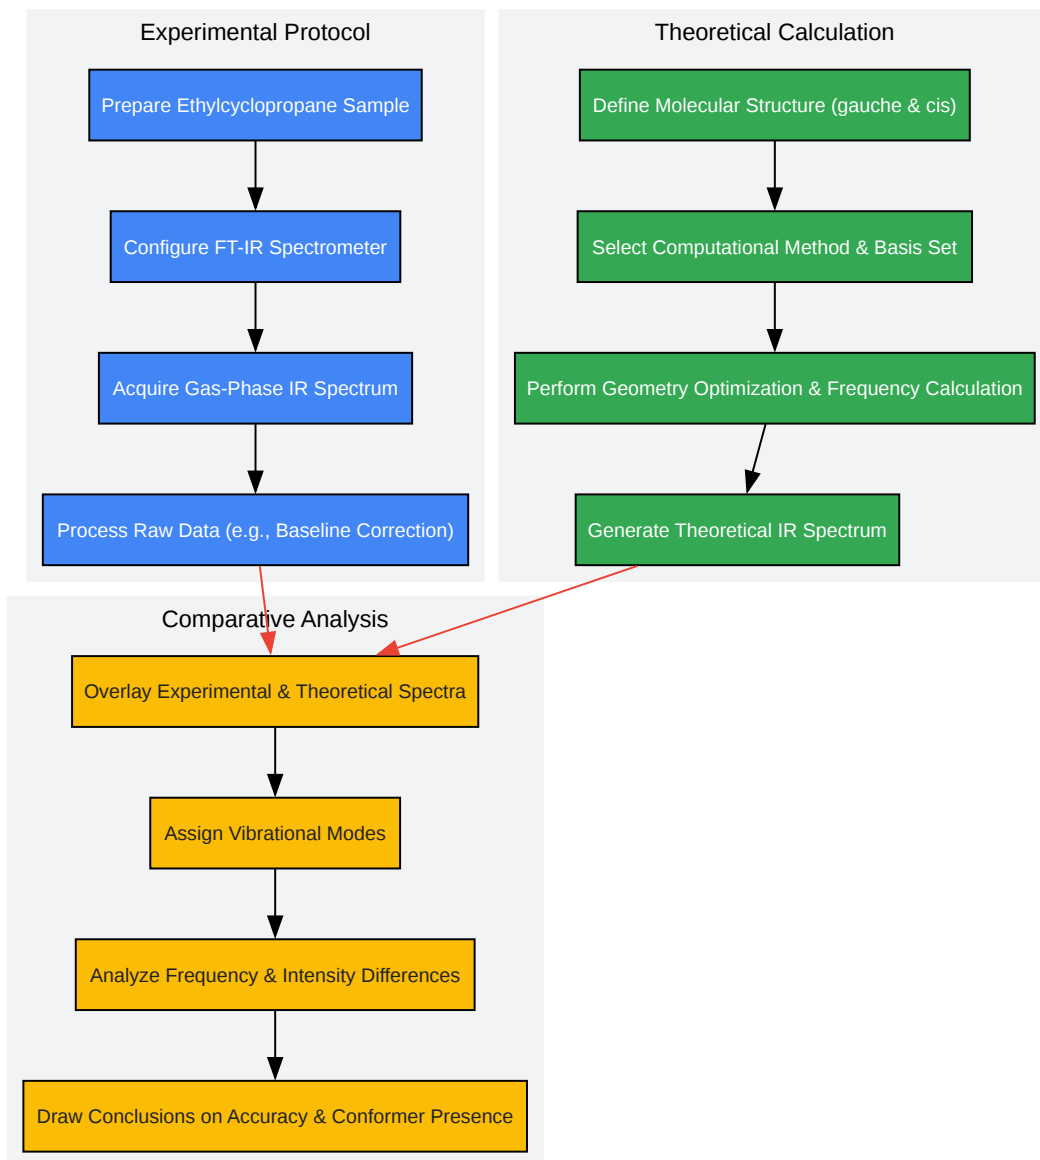 Experimental Protocol
Prepare Ethylcyclopropane Sample
Configure FT-IR Spectrometer
Acquire Gas-Phase IR Spectrum
Process Raw Data (e.g., Baseline Correction)
Theoretical Calculation
Define Molecular Structure (gauche & cis)
Select Computational Method & Basis Set
Perform Geometry Optimization & Frequency Calculation
Generate Theoretical IR Spectrum
Comparative Analysis
Overlay Experimental & Theoretical Spectra
Assign Vibrational Modes
Analyze Frequency & Intensity Differences
Draw Conclusions on Accuracy & Conformer Presence